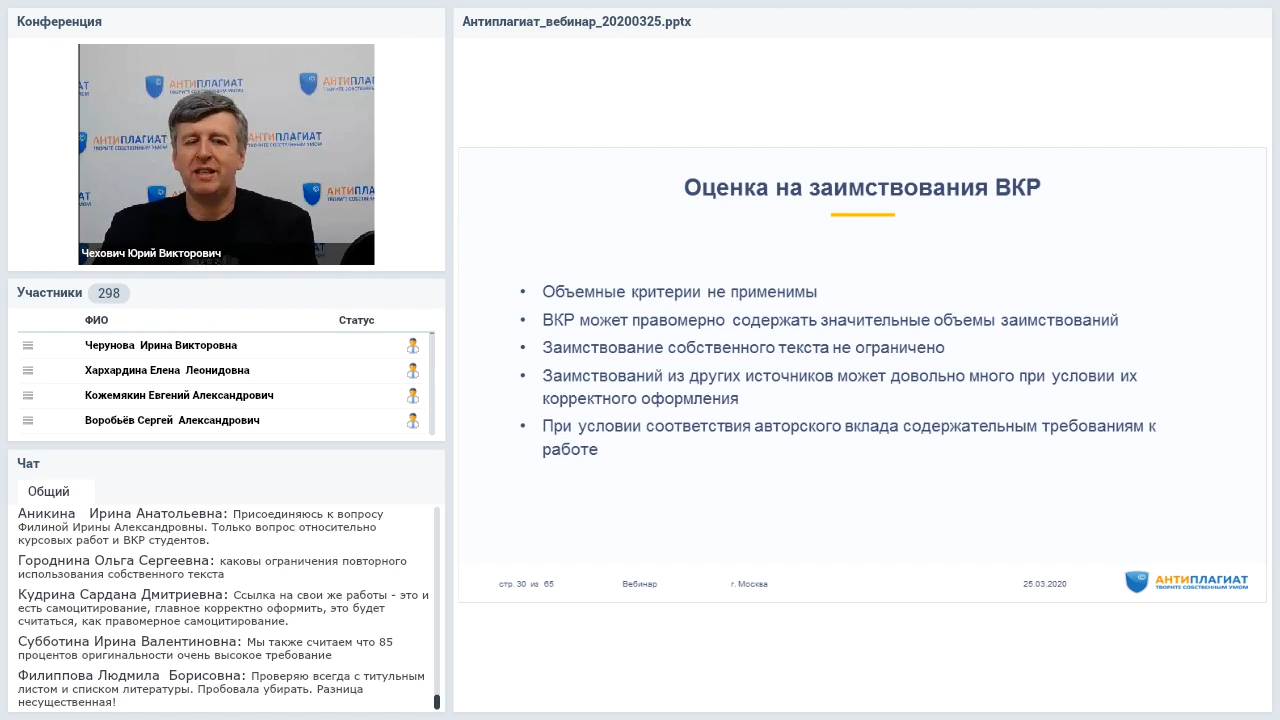 Конференция
АНТИПЛАГИАТ
АНТИПЛАГИАТ
АНТИПЛАГИАТ
ТВОРИТЕ СОБСТВЕННЫМ УМОМ
Чехович Юрий Викторович
Участники 298
ФИО Статус
Черунова Ирина Викторовна
Хархардина Елена Леонидовна
Кожемякин Евгений Александрович
Воробьёв Сергей Александрович
Чат
Общий
Аникина Ирина Анатольевна: Присоединяюсь к вопросу
Филиной Ирины Александровны. Только вопрос относительно
курсовых работ и ВКР студентов.
Городнина Ольга Сергеевна: каковы ограничения повторного
использования собственного текста
Кудрина Сардана Дмитриевна: Ссылка на свои же работы - это и
есть самоцитирование, главное корректно оформить, это будет
считаться, как правомерное самоцитирование.
Субботина Ирина Валентиновна: Мы также считаем что 85
процентов оригинальности очень высокое требование
Филиппова Людмила Борисовна: Проверяю всегда с титульным
листом и списком литературы. Пробовала убирать. Разница
несущественная!
Антиплагиат_вебинар_20200325.pptx
Оценка на заимствования ВКР
• Объемные критерии не применимы
• ВКР может правомерно содержать значительные объемы заимствований
• Заимствование собственного текста не ограничено
• Заимствований из других источников может довольно много при условии их
корректного оформления
• При условии соответствия авторского вклада содержательным требованиям к
работе
стр. 30 из 65 Вебинар г. Москва 25.03.2020
АНТИПЛАГИАТ
ТВОРИТЕ СОБСТВЕННЫМ УМОМ